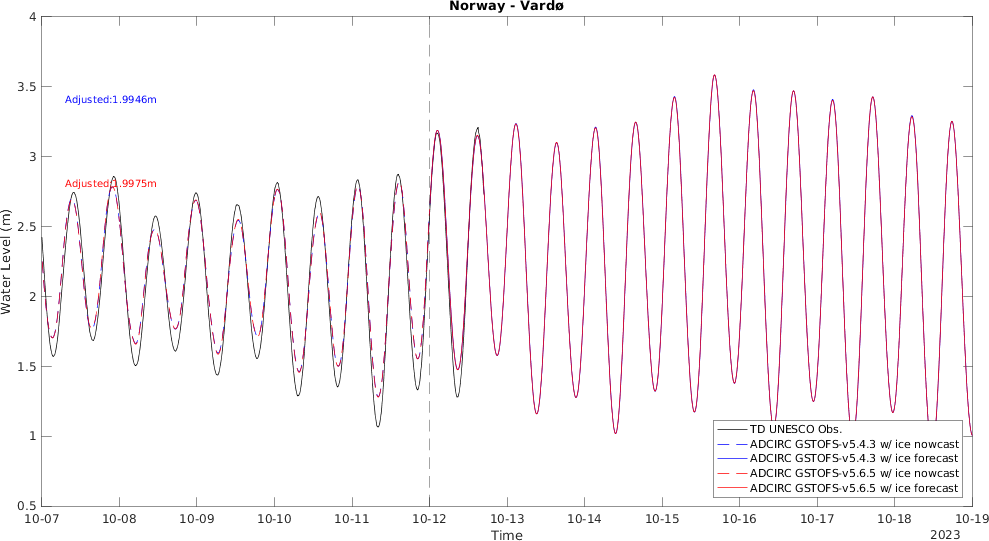 Norway - Vardø
4
3.5
3
2.5
2
1.5
1
0.5
Water Level (m)
Adjusted:1.9946m
Adjusted:1.9975m
TD UNESCO Obs.
ADCIRC GSTOFS-v5.4.3 w/ ice nowcast
ADCIRC GSTOFS-v5.4.3 w/ ice forecast
ADCIRC GSTOFS-v5.6.5 w/ ice nowcast
ADCIRC GSTOFS-v5.6.5 w/ ice forecast
10-07 10-08 10-09 10-10 10-11 10-12 10-13 10-14 10-15 10-16 10-17 10-18 10-19
Time
2023